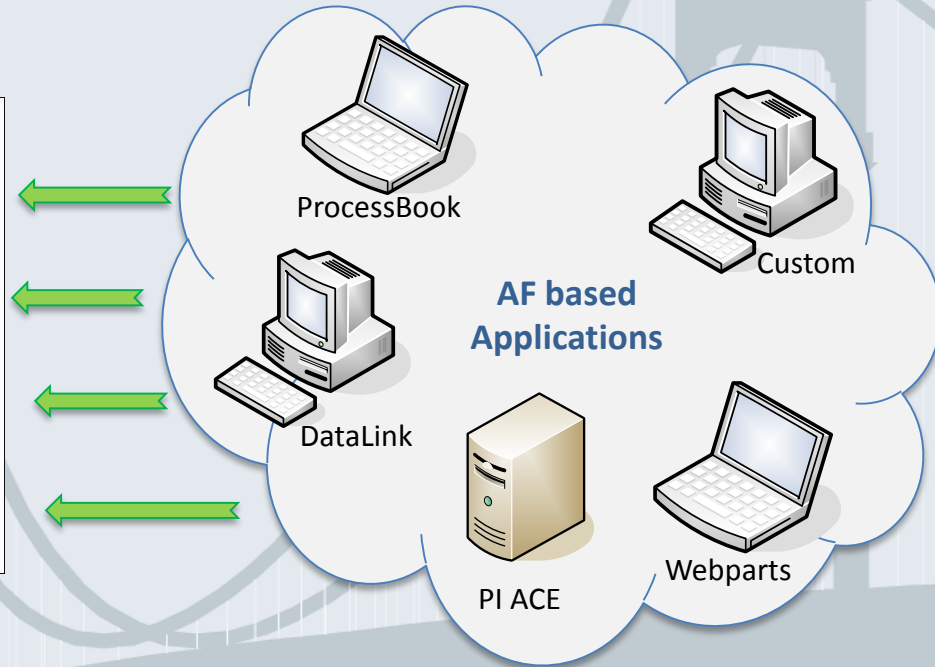 ProcessBook
Custom
AF based
Applications
DataLink
PI ACE
Webparts